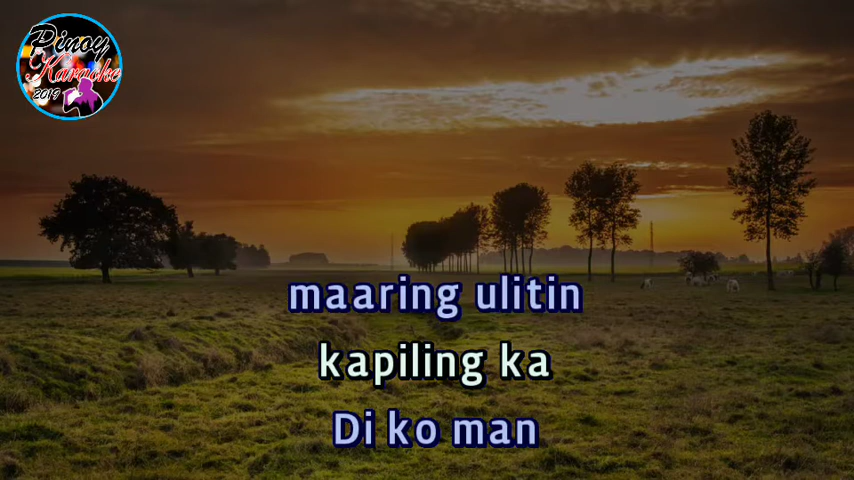 Pinoy
Karaoke
2019
maaring ulitin
kapiling ka
Di ko man